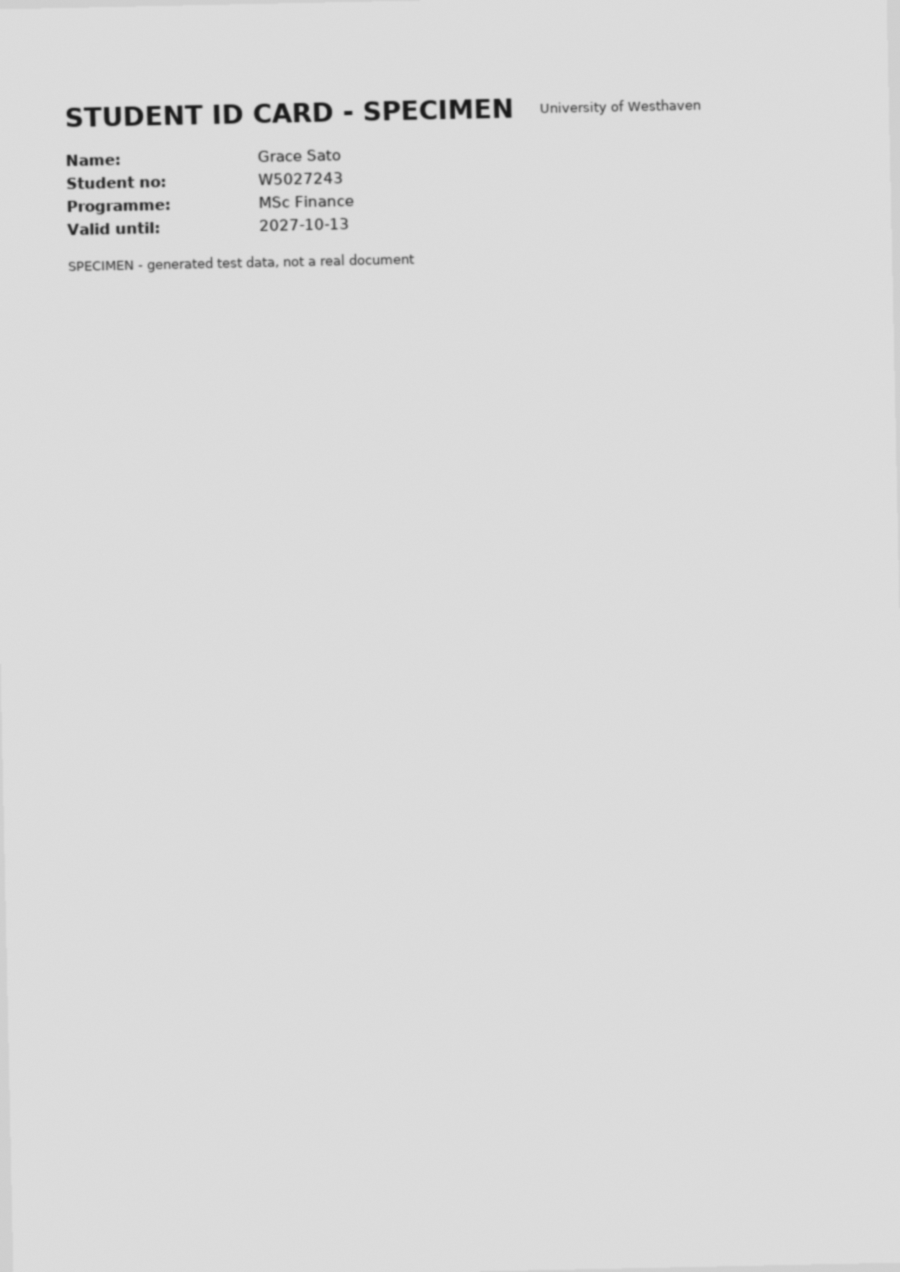 STUDENT ID CARD - SPECIMEN University of Westhaven
Name: Grace Sato
Student no: W5027243
Programme: MSc Finance
Valid until: 2027-10-13
SPECIMEN - generated test data, not a real document